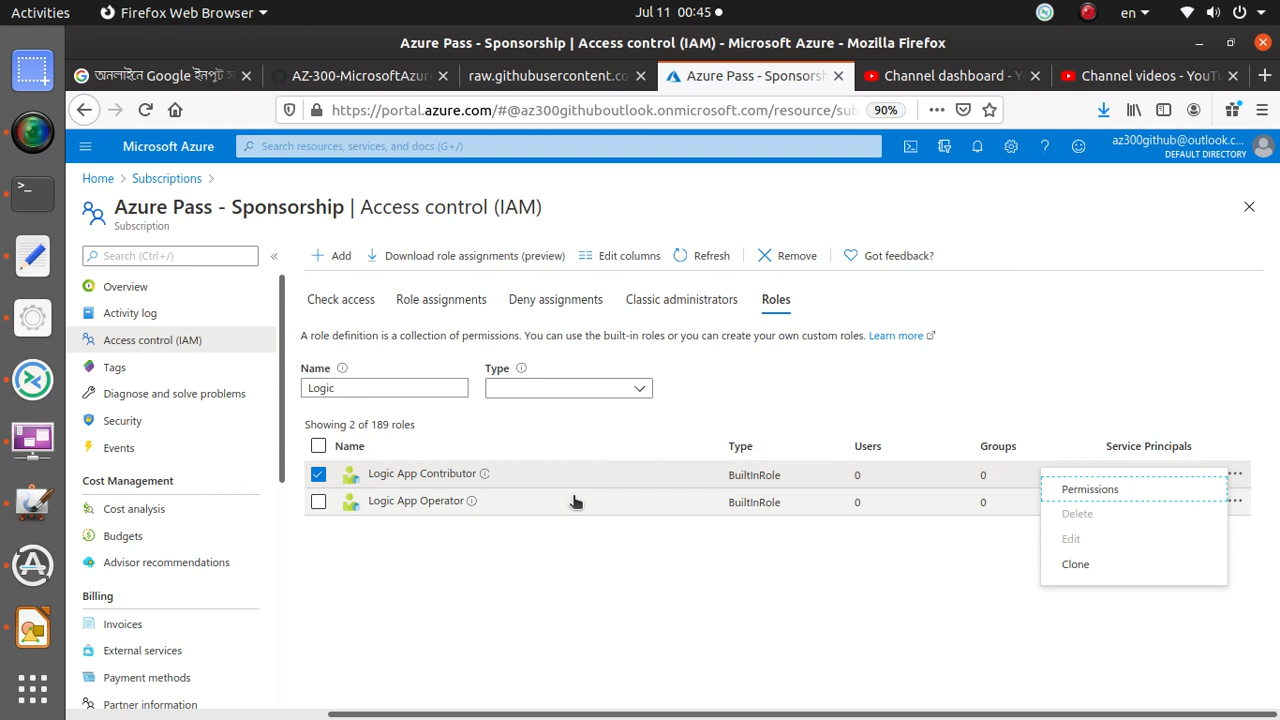 Activities
Firefox Web Browser
Jul 11 00:45
en
Azure Pass - Sponsorship | Access control (IAM) - Microsoft Azure - Mozilla Firefox
অনলাইনে Google ইনপুট স
AZ-300-MicrosoftAzur
raw.githubusercontent.co
Azure Pass - Sponsorsh
Channel dashboard - Y
Channel videos - YouTu
https://portal.azure.com/#@az300githuboutlook.onmicrosoft.com/resource/sub
90%
Microsoft Azure
Search resources, services, and docs (G+/)
az300github@outlook.c...
DEFAULT DIRECTORY
Home > Subscriptions >
Azure Pass - Sponsorship | Access control (IAM)
Subscription
Search (Ctrl+/)
Overview
Activity log
Access control (IAM)
Tags
Diagnose and solve problems
Security
Events
Cost Management
Cost analysis
Budgets
Advisor recommendations
Billing
Invoices
External services
Payment methods
Partner information
Add
Download role assignments (preview)
Edit columns
Refresh
Remove
Got feedback?
Check access
Role assignments
Deny assignments
Classic administrators
Roles
A role definition is a collection of permissions. You can use the built-in roles or you can create your own custom roles. Learn more
Name
Type
Logic
Showing 2 of 189 roles
Name Type Users Groups Service Principals
Logic App Contributor BuiltInRole 0 0
Logic App Operator BuiltInRole 0 0
Permissions
Delete
Edit
Clone